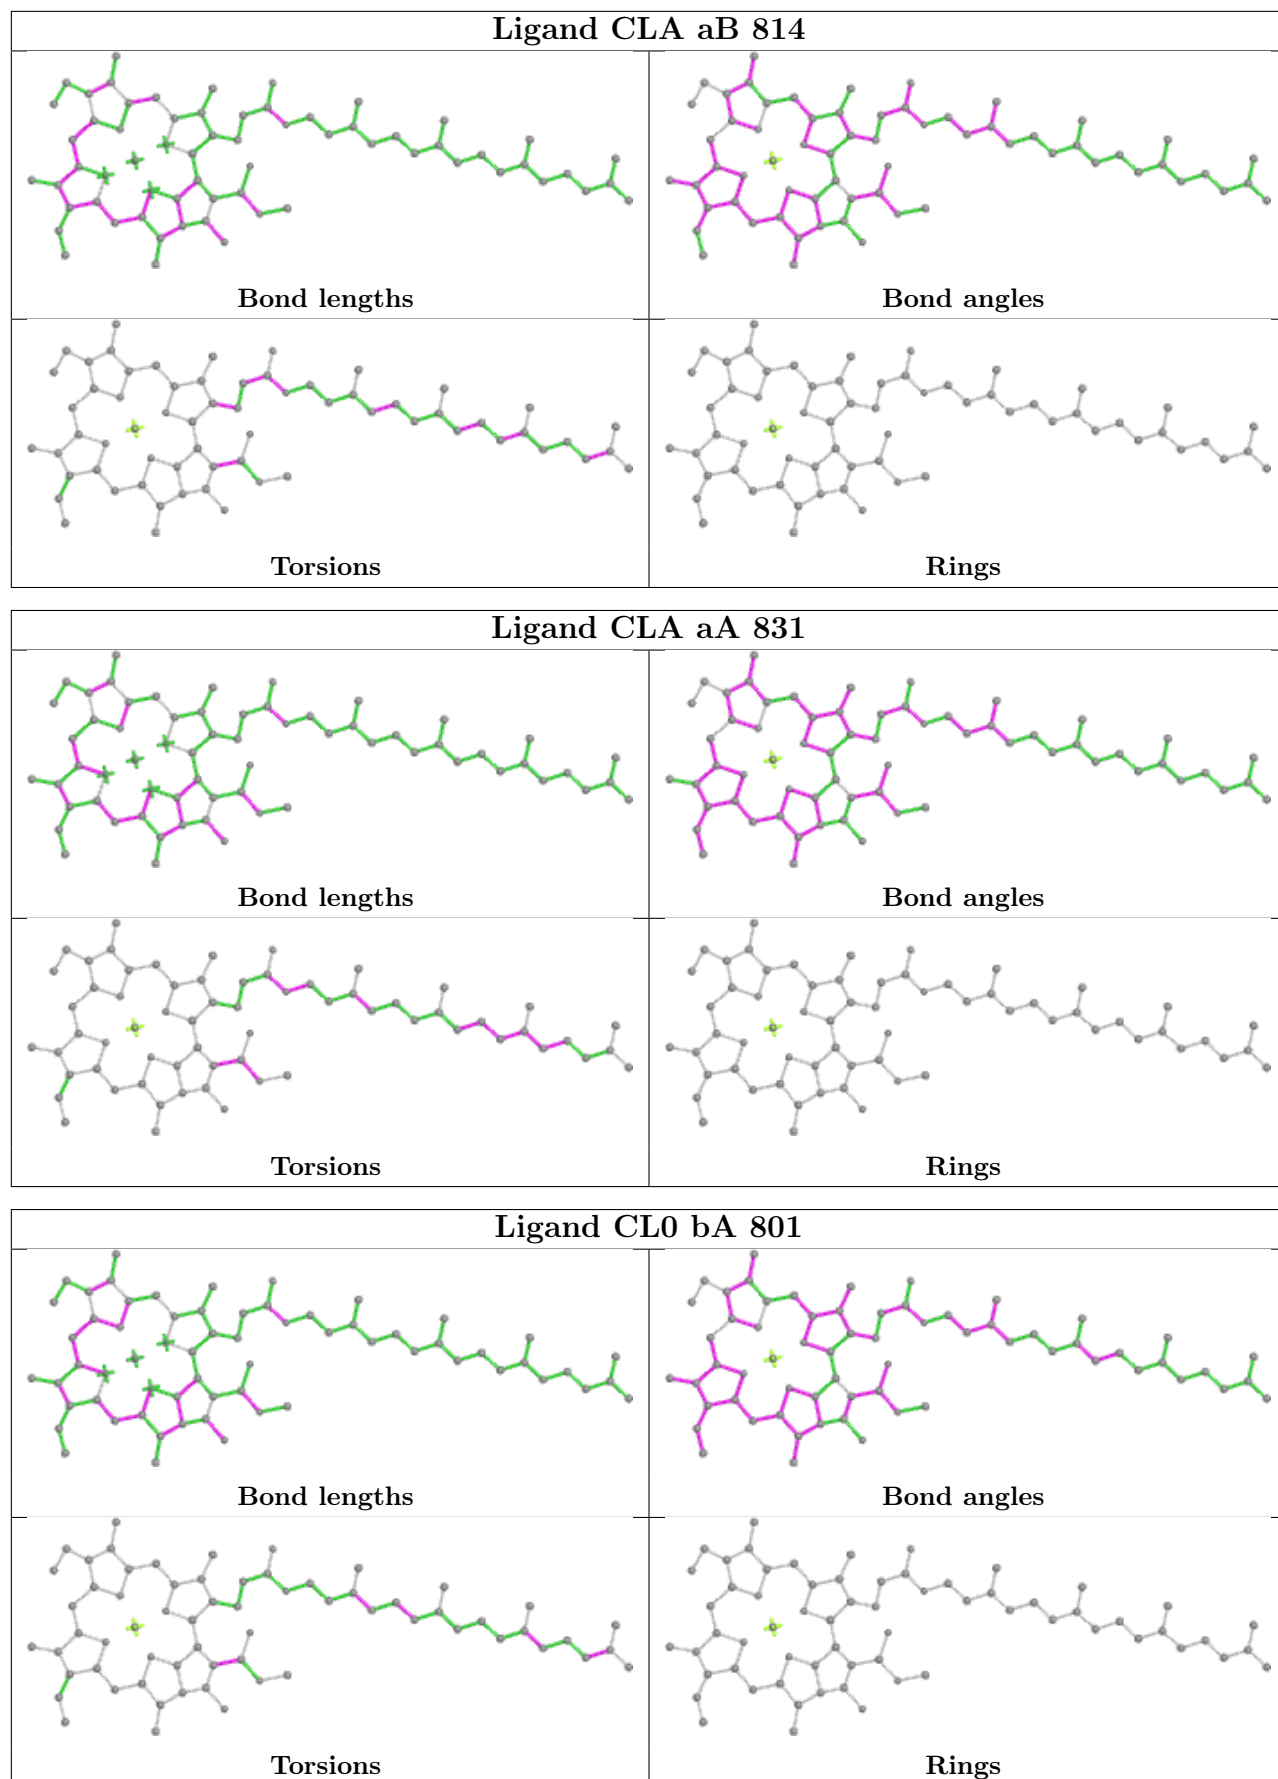 Ligand CLA aB 814
Bond lengths
Bond angles
Torsions
Rings
Ligand CLA aA 831
Bond lengths
Bond angles
Torsions
Rings
Ligand CL0 bA 801
Bond lengths
Bond angles
Torsions
Rings